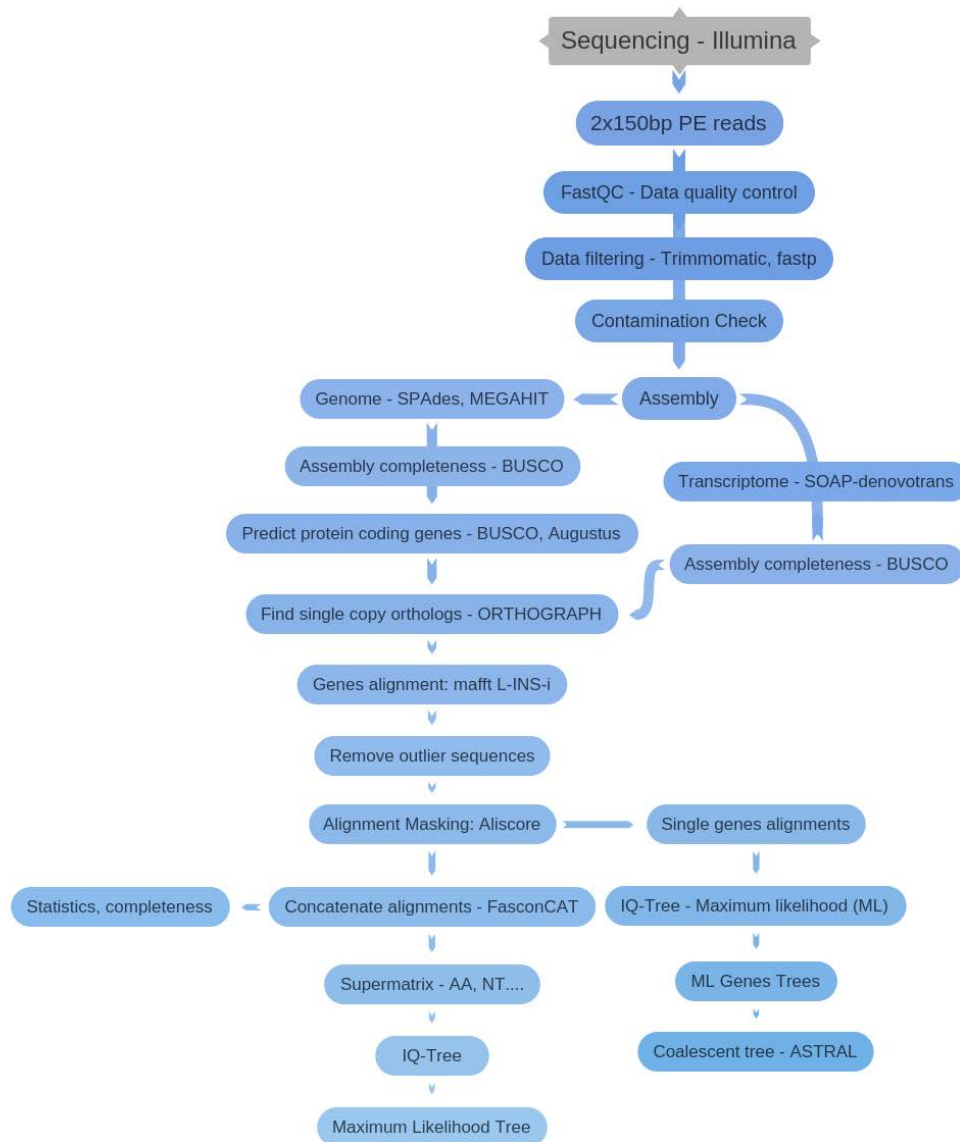 Sequencing - Illumina
2x150bp PE reads
FastQC - Data quality control
Data filtering - Trimmomatic, fastp
Contamination Check
Assembly
Genome - SPAdes, MEGAHIT
Assembly completeness - BUSCO
Transcriptome - SOAP-denovotrans
Predict protein coding genes - BUSCO, Augustus
Assembly completeness - BUSCO
Find single copy orthologs - ORTHOGRAPH
Genes alignment: mafft L-INS-i
Remove outlier sequences
Alignment Masking: Aliscore
Single genes alignments
Statistics, completeness
Concatenate alignments - FasconCAT
IQ-Tree - Maximum likelihood (ML)
Supermatrix - AA, NT....
ML Genes Trees
IQ-Tree
Coalescent tree - ASTRAL
Maximum Likelihood Tree